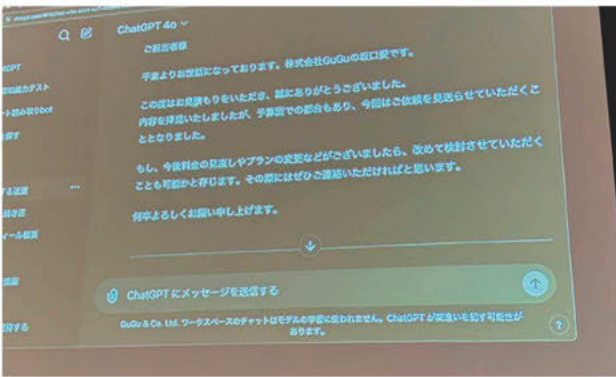 ChatGPT 4o
ご担当者様
平素よりお世話になっております。株式会社GuGuの坂口愛です。
この度はお見積もりをいただき、誠にありがとうございました。
内容を拝見いたしましたが、予算面での都合もあり、今回はご依頼を見送らせていただくこ
ととなりました。
もし、今後料金の見直しやプランの変更などがございましたら、改めて検討させていただく
ことも可能かと存じます。その際にはぜひご連絡いただければと思います。
何卒よろしくお願い申し上げます。
ChatGPT にメッセージを送信する
GuGu & Co. Ltd. ワークスペースのチャットはモデルの学習に使われません。ChatGPT が間違いを犯す可能性が
あります。
?